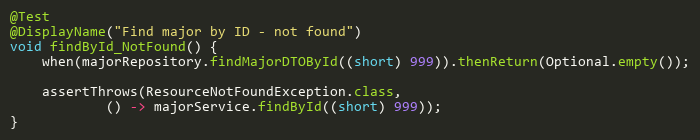 @Test
@DisplayName("Find major by ID - not found")
void findById_NotFound() {
    when(majorRepository.findMajorDTOById((short) 999)).thenReturn(Optional.empty());

    assertThrows(ResourceNotFoundException.class,
            () -> majorService.findById((short) 999));
}